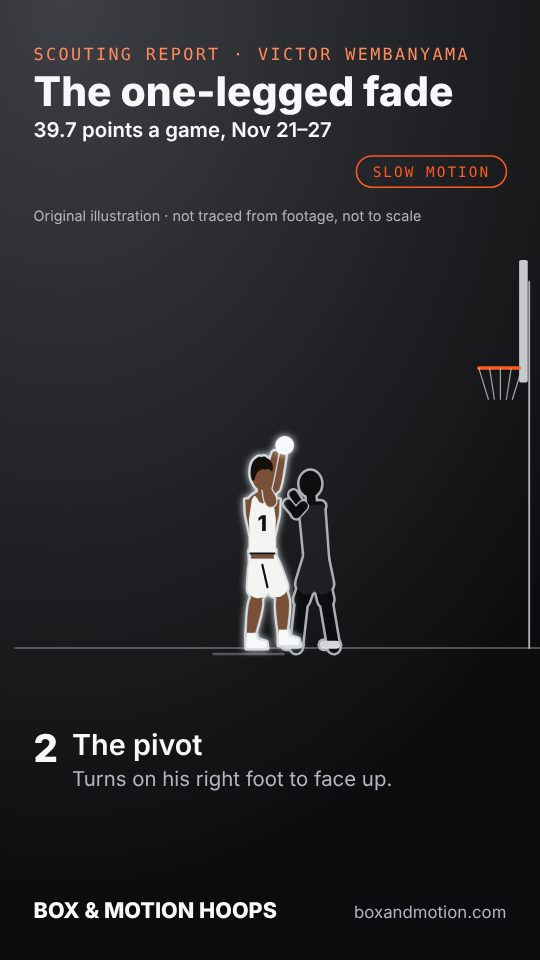 SCOUTING REPORT · VICTOR WEMBANYAMA
The one-legged fade
39.7 points a game, Nov 21–27
SLOW MOTION
Original illustration · not traced from footage, not to scale
1
2 The pivot
Turns on his right foot to face up.
BOX & MOTION HOOPS
boxandmotion.com